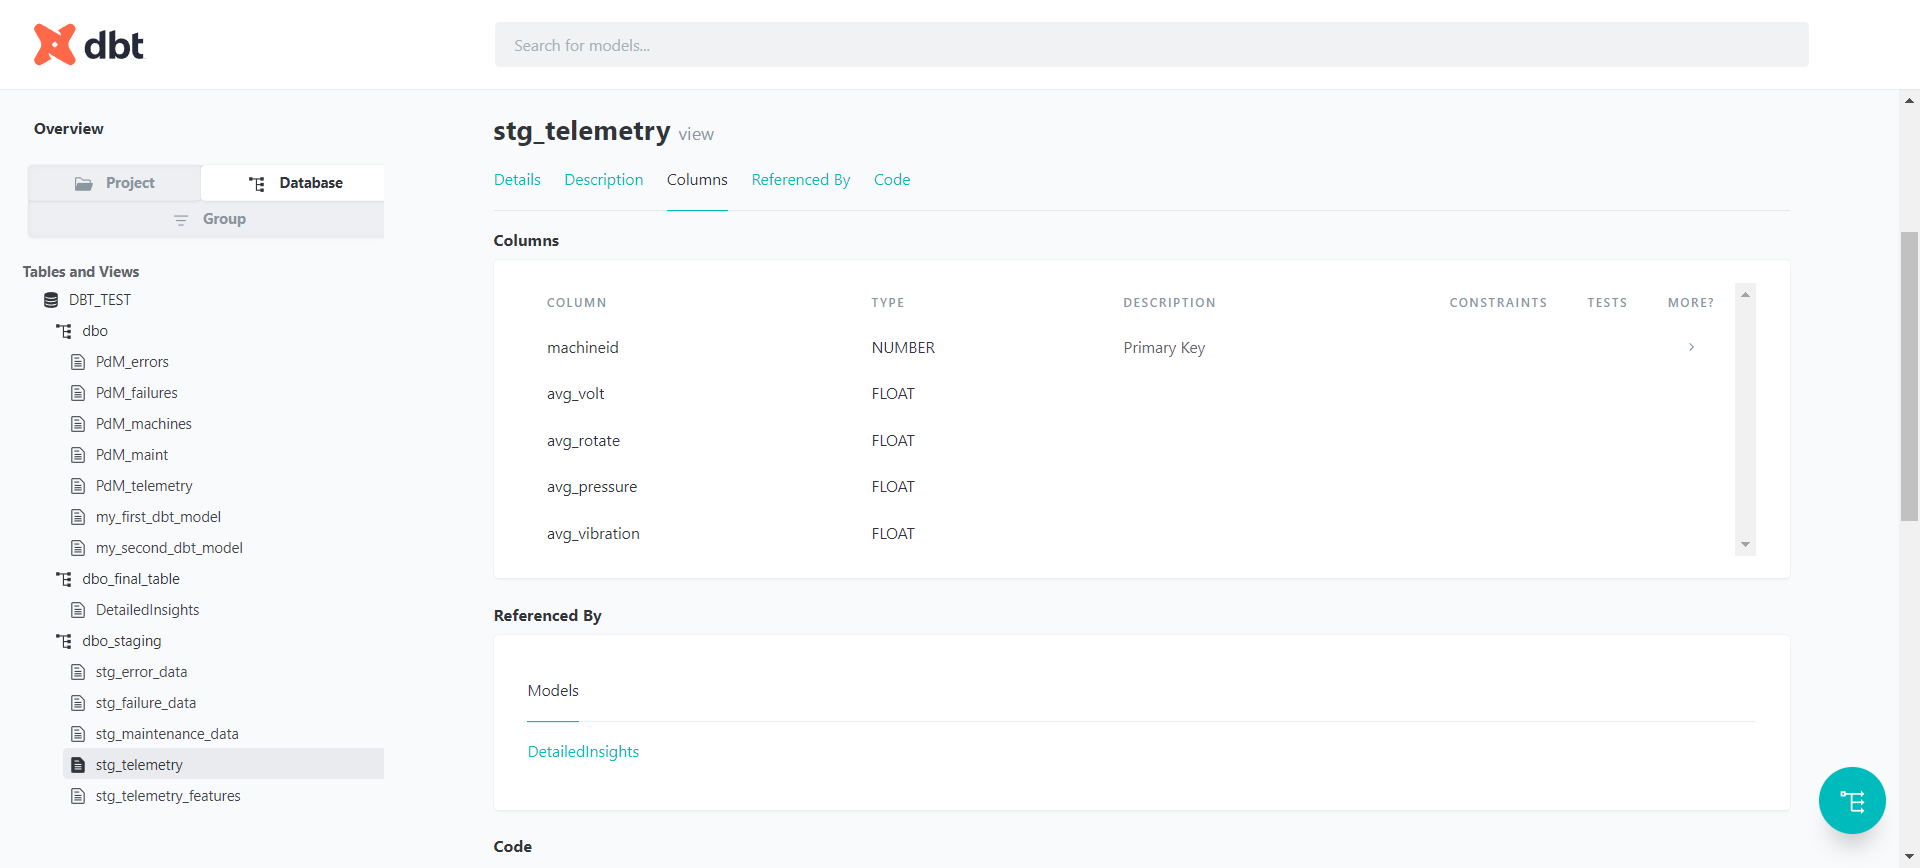 dbt
Search for models...
Overview
Project
Database
Group
Tables and Views
DBT_TEST
dbo
PdM_errors
PdM_failures
PdM_machines
PdM_maint
PdM_telemetry
my_first_dbt_model
my_second_dbt_model
dbo_final_table
DetailedInsights
dbo_staging
stg_error_data
stg_failure_data
stg_maintenance_data
stg_telemetry
stg_telemetry_features
stg_telemetry view
Details Description Columns Referenced By Code
Columns
COLUMN TYPE DESCRIPTION CONSTRAINTS TESTS MORE?
machineid NUMBER Primary Key
avg_volt FLOAT
avg_rotate FLOAT
avg_pressure FLOAT
avg_vibration FLOAT
Referenced By
Models
DetailedInsights
Code